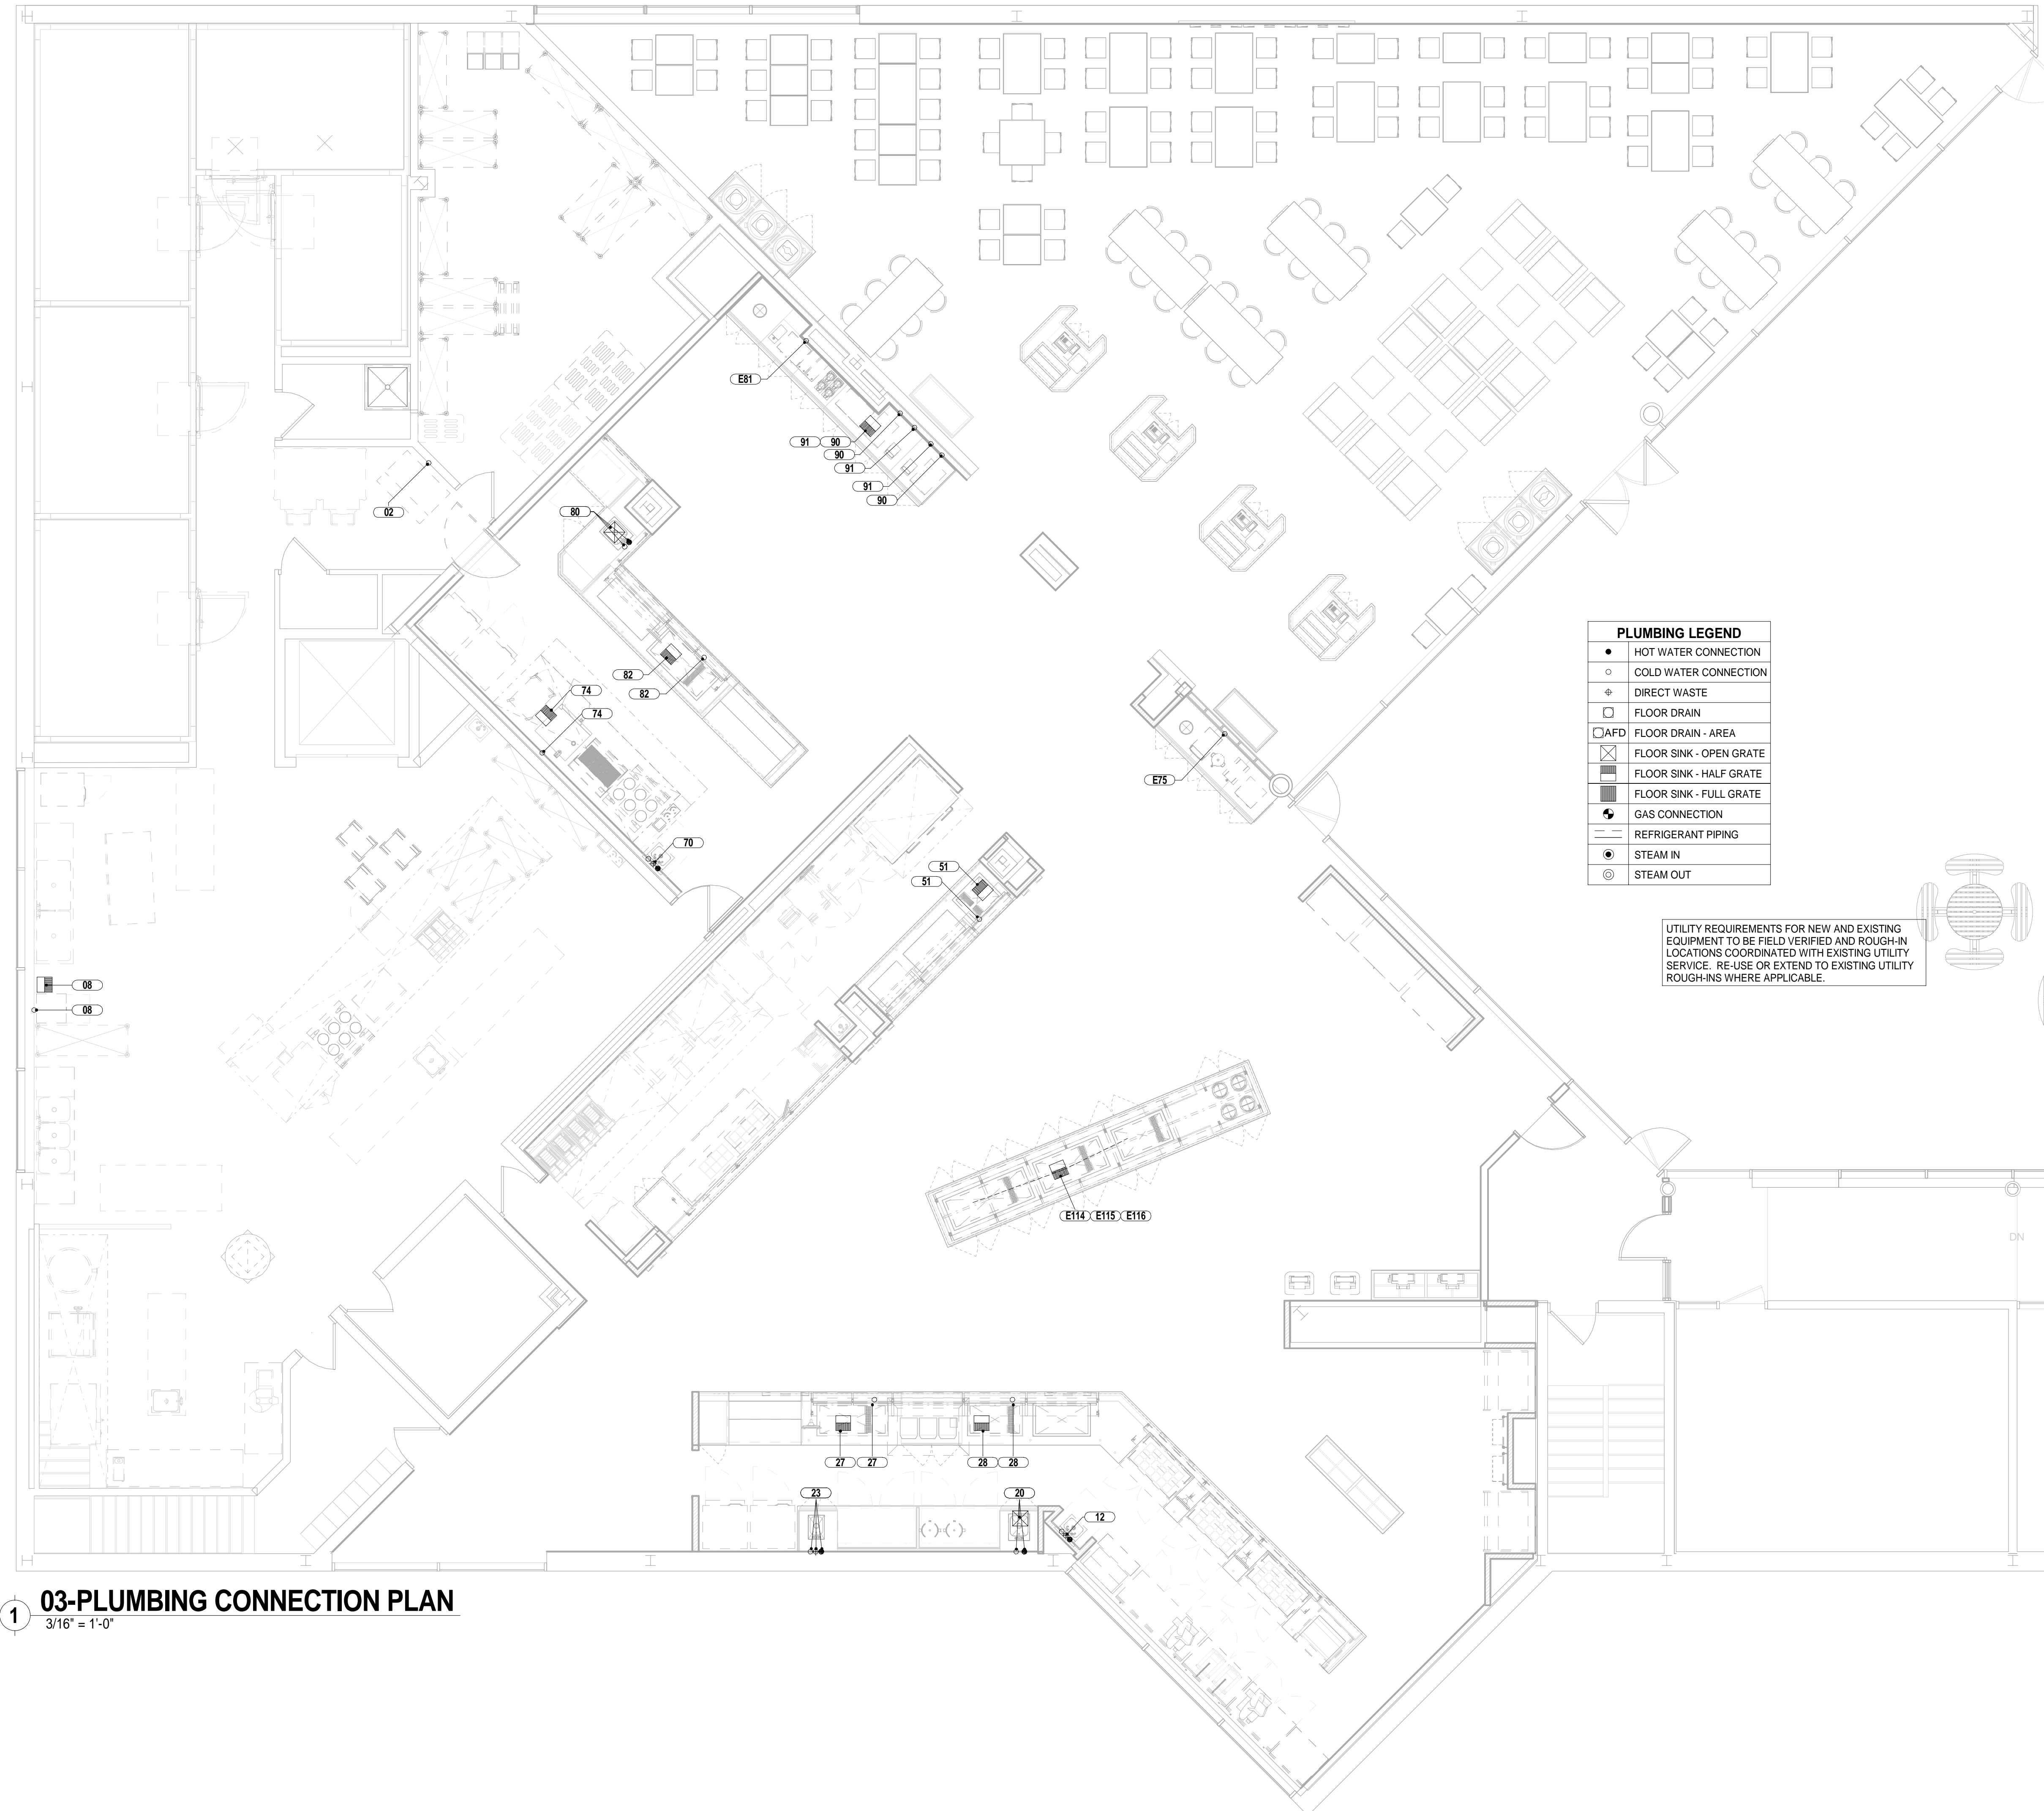 E81
91 90
90
91
91
90
02
80
82
82
74
74
E75
70
51
51
08
08
E114 E115 E116
PLUMBING LEGEND
HOT WATER CONNECTION
COLD WATER CONNECTION
DIRECT WASTE
FLOOR DRAIN
AFD FLOOR DRAIN - AREA
FLOOR SINK - OPEN GRATE
FLOOR SINK - HALF GRATE
FLOOR SINK - FULL GRATE
GAS CONNECTION
REFRIGERANT PIPING
STEAM IN
STEAM OUT
UTILITY REQUIREMENTS FOR NEW AND EXISTING
EQUIPMENT TO BE FIELD VERIFIED AND ROUGH-IN
LOCATIONS COORDINATED WITH EXISTING UTILITY
SERVICE. RE-USE OR EXTEND TO EXISTING UTILITY
ROUGH-INS WHERE APPLICABLE.
DN
27 27 28 28
23
20
12
1
03-PLUMBING CONNECTION PLAN
3/16" = 1'-0"